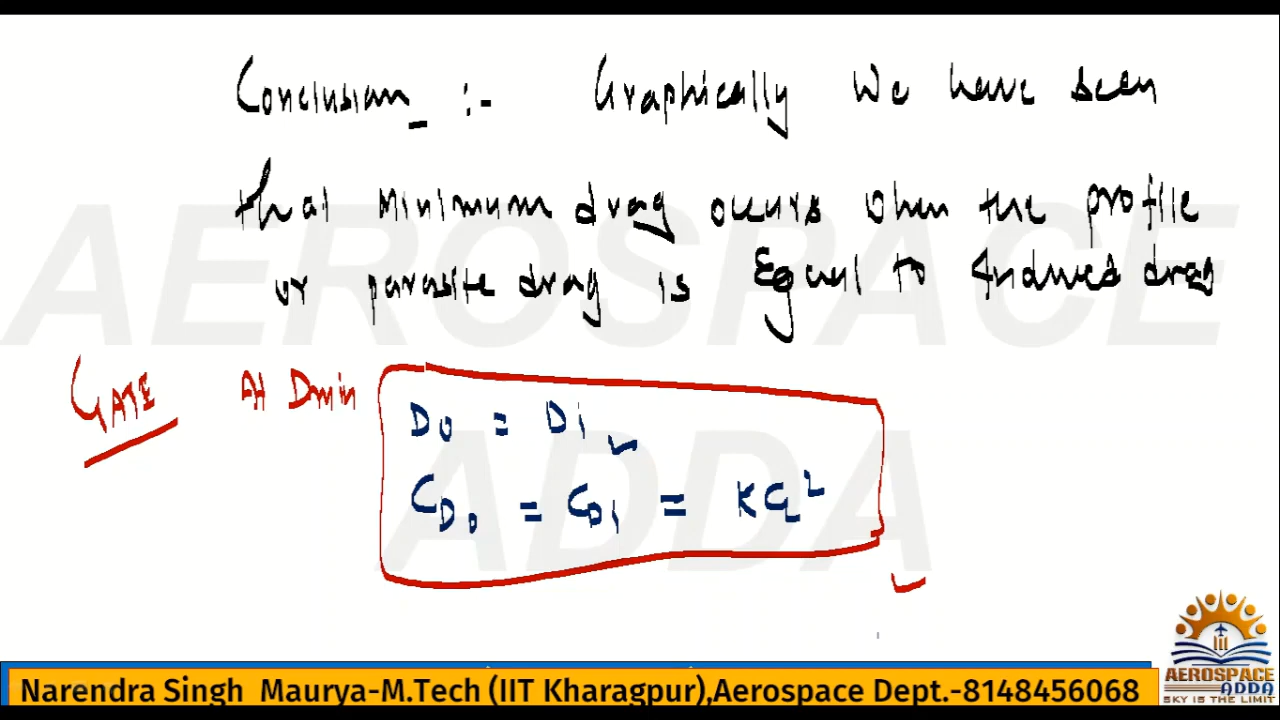 Conclusion :- Graphically We have seen
that minimum drag occurs when the profile
or parasite drag is Equal to Induced drag
GATE At Dmin
D0 = Di
CD0 = CDi = KCL²
AEROSPACE
ADDA
Narendra Singh Maurya-M.Tech (IIT Kharagpur),Aerospace Dept.-8148456068
AEROSPACE
ADDA
SKY IS THE LIMIT